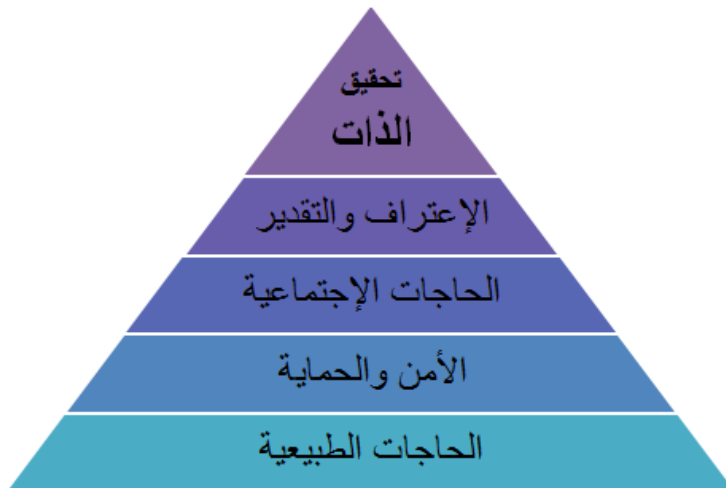 تحقيق
الذات
الإعتراف والتقدير
الحاجات الإجتماعية
الأمن والحماية
الحاجات الطبيعية